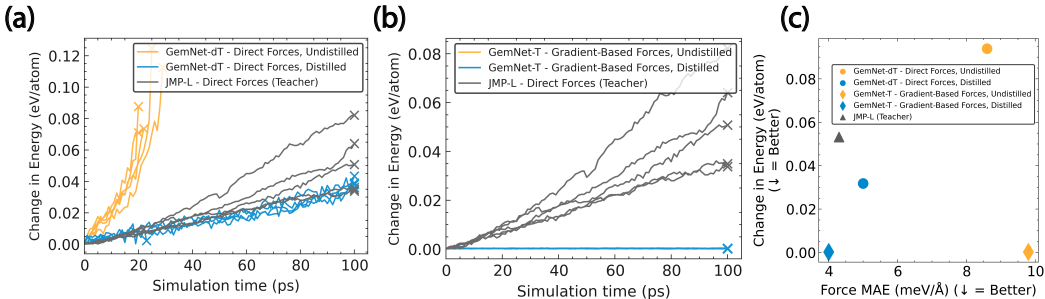 (a)
GemNet-dT - Direct Forces, Undistilled
GemNet-dT - Direct Forces, Distilled
JMP-L - Direct Forces (Teacher)
Change in Energy (eV/atom)
0.12
0.10
0.08
0.06
0.04
0.02
0.00
0
20
40
60
80
100
Simulation time (ps)
(b)
GemNet-T - Gradient-Based Forces, Undistilled
GemNet-T - Gradient-Based Forces, Distilled
JMP-L - Direct Forces (Teacher)
Change in Energy (eV/atom)
0.08
0.06
0.04
0.02
0.000
0
20
40
60
80
100
Simulation time (ps)
(c)
GemNet-dT - Direct Forces, Undistilled
GemNet-dT - Direct Forces, Distilled
GemNet-T - Gradient-Based Forces, Undistilled
GemNet-T - Gradient-Based Forces, Distilled
JMP-L (Teacher)
Change in Energy (eV/atom)
(↓ = Better)
0.08
0.06
0.04
0.02
0.00
4
6
8
10
Force MAE (meV/Å) (↓ = Better)